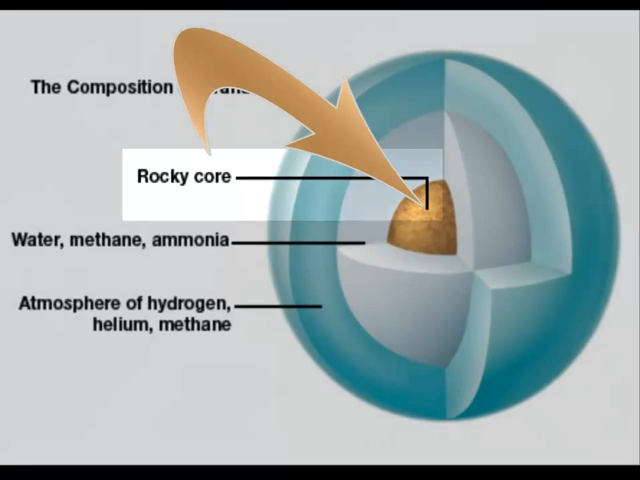 The Composition
Rocky core
Water, methane, ammonia
Atmosphere of hydrogen,
helium, methane